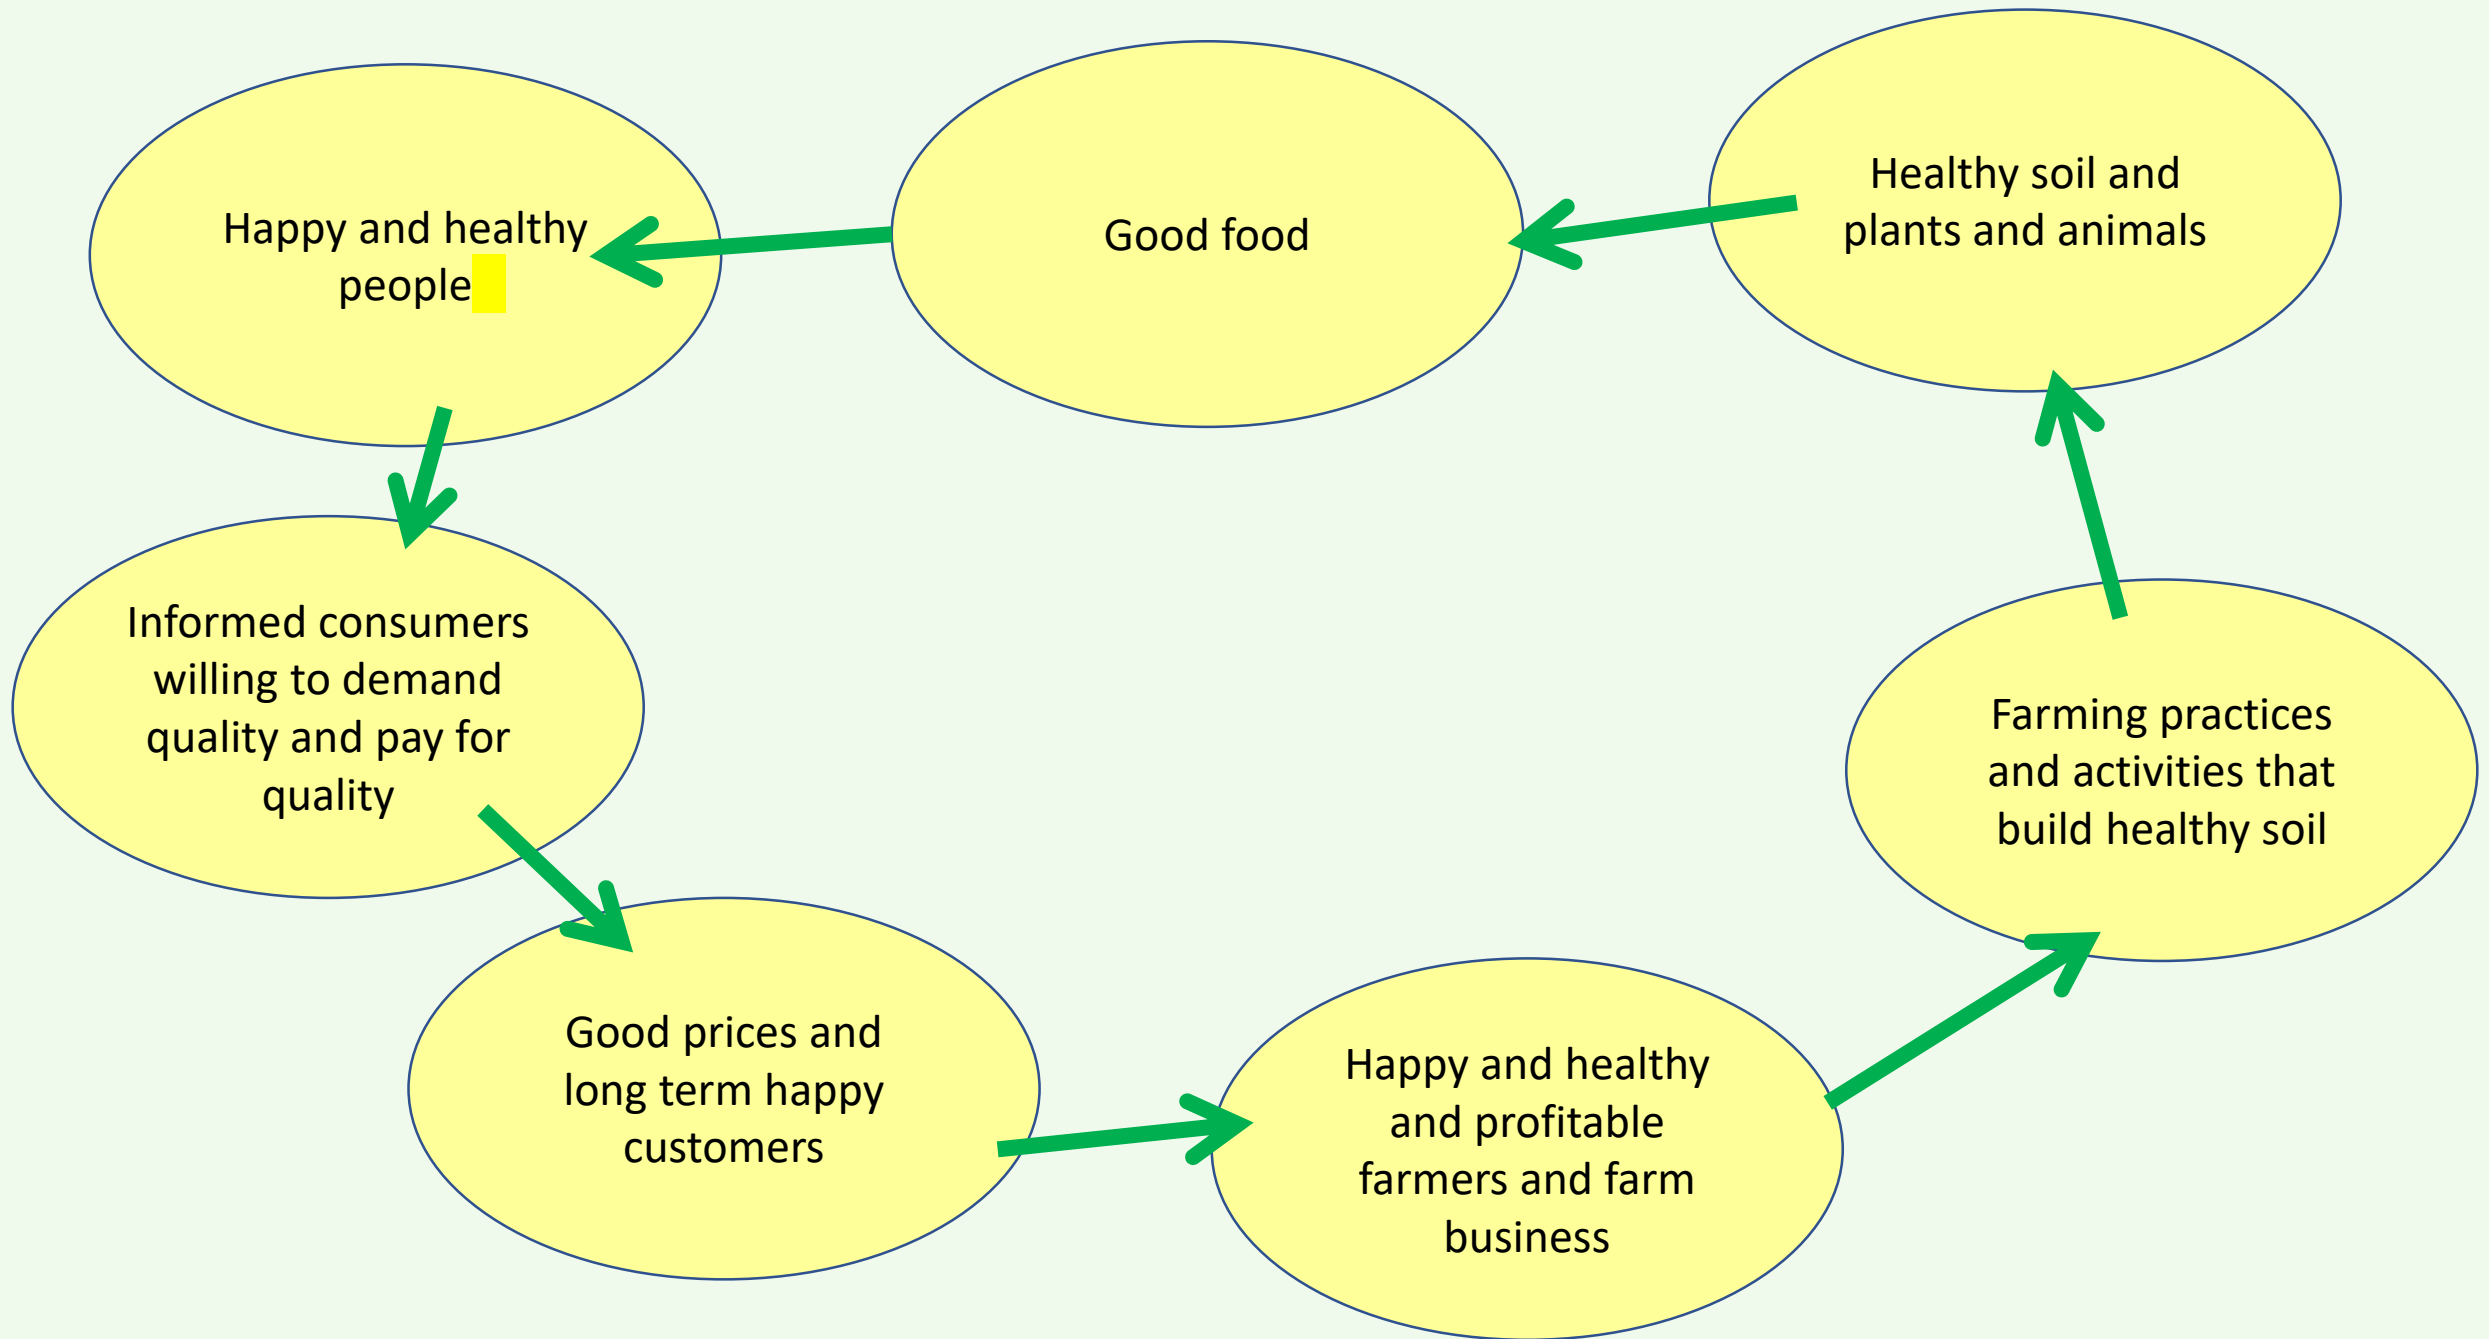 Happy and healthy
people
Good food
Healthy soil and
plants and animals
Informed consumers
willing to demand
quality and pay for
quality
Farming practices
and activities that
build healthy soil
Good prices and
long term happy
customers
Happy and healthy
and profitable
farmers and farm
business